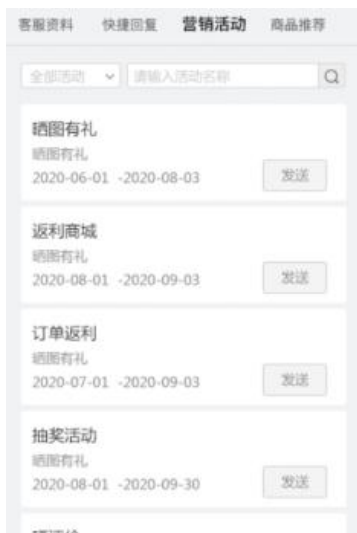 客服资料 快捷回复 营销活动 商品推荐
全部活动 请输入活动名称
晒图有礼
晒图有礼
2020-06-01 -2020-08-03 发送
返利商城
晒图有礼
2020-08-01 -2020-09-03 发送
订单返利
晒图有礼
2020-07-01 -2020-09-03 发送
抽奖活动
晒图有礼
2020-08-01 -2020-09-30 发送